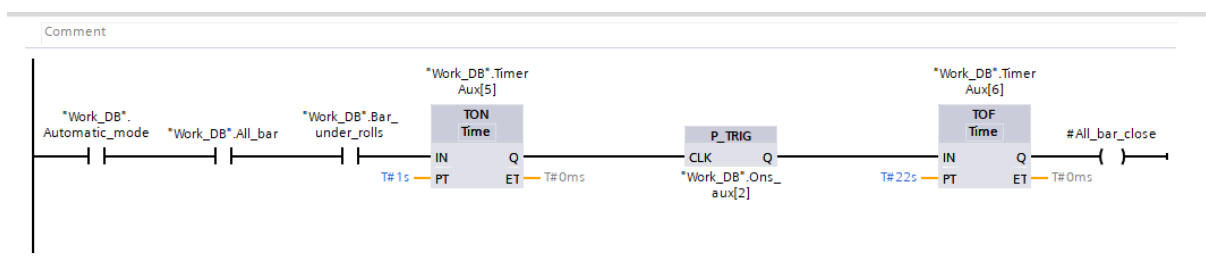 Comment
"Work_DB".Timer
Aux[5]
"Work_DB".Timer
Aux[6]
"Work_DB".
Automatic_mode
"Work_DB".All_bar
"Work_DB".Bar_
under_rolls
TON
Time
P_TRIG
TOF
Time
#All_bar_close
IN
Q
CLK
Q
IN
Q
T#1s
PT
ET
T#0ms
"Work_DB".Ons_
aux[2]
T#22s
PT
ET
T#0ms